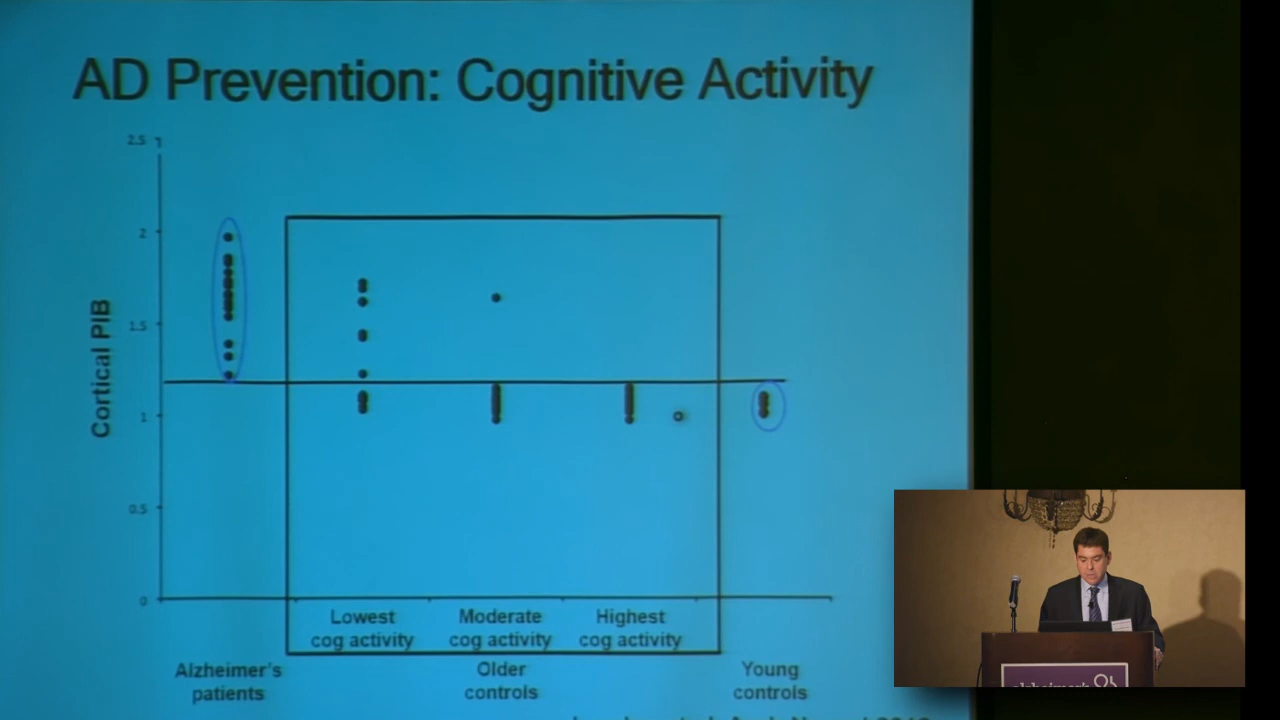 AD Prevention: Cognitive Activity
2.5
2
1.5
1
0.5
0
Cortical PIB
Lowest
cog activity
Moderate
cog activity
Highest
cog activity
Alzheimer's
patients
Older
controls
Young
controls
alzheimer's